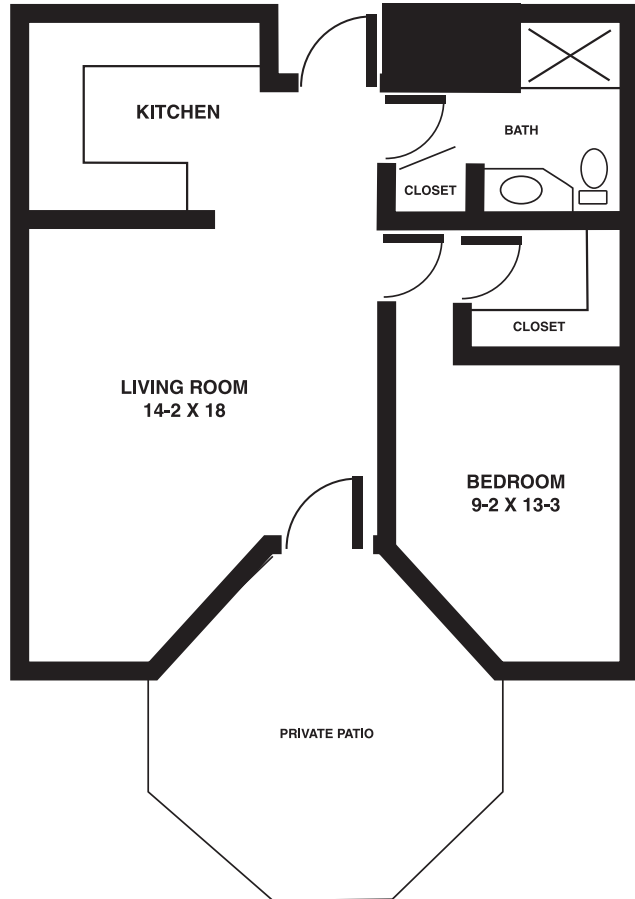 KITCHEN
BATH
CLOSET
CLOSET
LIVING ROOM
14-2 X 18
BEDROOM
9-2 X 13-3
PRIVATE PATIO